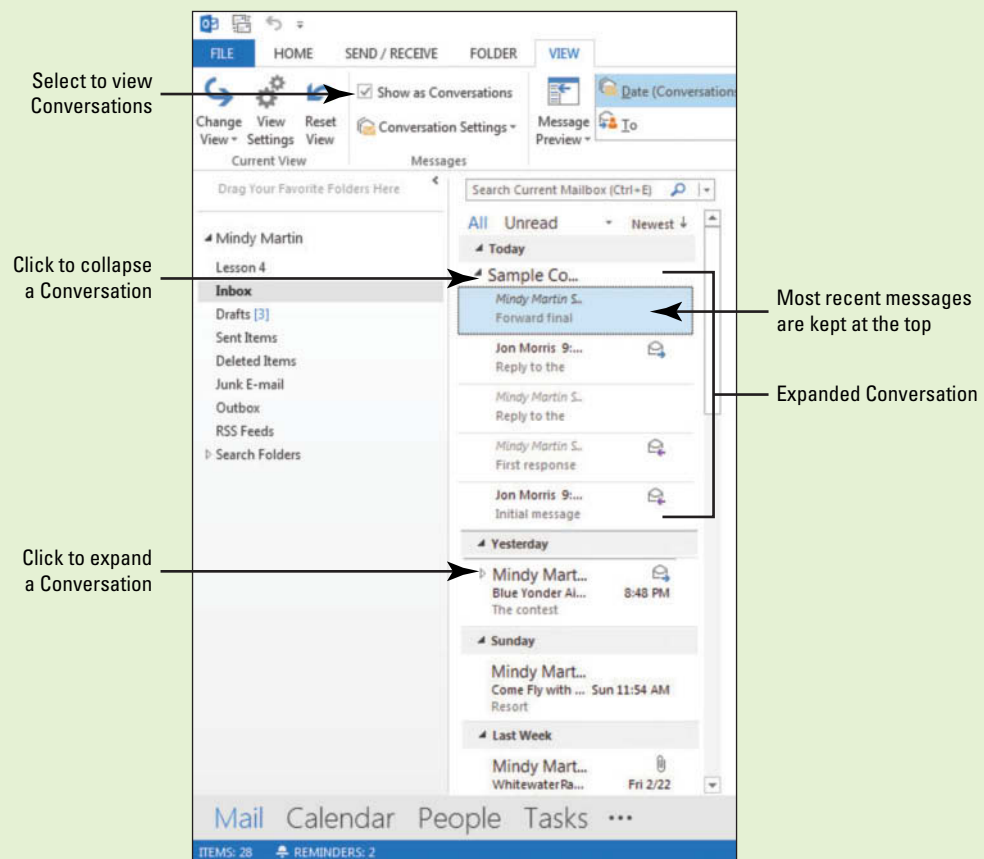 FILE HOME SEND / RECEIVE FOLDER VIEW
Select to view
Conversations
Show as Conversations
Conversation Settings
Change
View
View
Settings
Reset
View
Message
Preview
Date (Conversations
To
Current View
Messages
Drag Your Favorite Folders Here
Mindy Martin
Lesson 4
Inbox
Drafts [3]
Sent Items
Deleted Items
Junk E-mail
Outbox
RSS Feeds
Search Folders
Click to collapse
a Conversation
Click to expand
a Conversation
Search Current Mailbox (Ctrl+E)
All Unread Newest
Today
Sample Co...
Mindy Martin S...
Forward final
Jon Morris 9:...
Reply to the
Mindy Martin S...
Reply to the
Mindy Martin S...
First response
Jon Morris 9:...
Initial message
Yesterday
Mindy Mart...
Blue Yonder Ai... 8:48 PM
The contest
Sunday
Mindy Mart...
Come Fly with ... Sun 11:54 AM
Resort
Last Week
Mindy Mart...
WhitewaterRa... Fri 2/22
Most recent messages
are kept at the top
Expanded Conversation
Mail Calendar People Tasks •••
ITEMS: 28 REMINDERS: 2